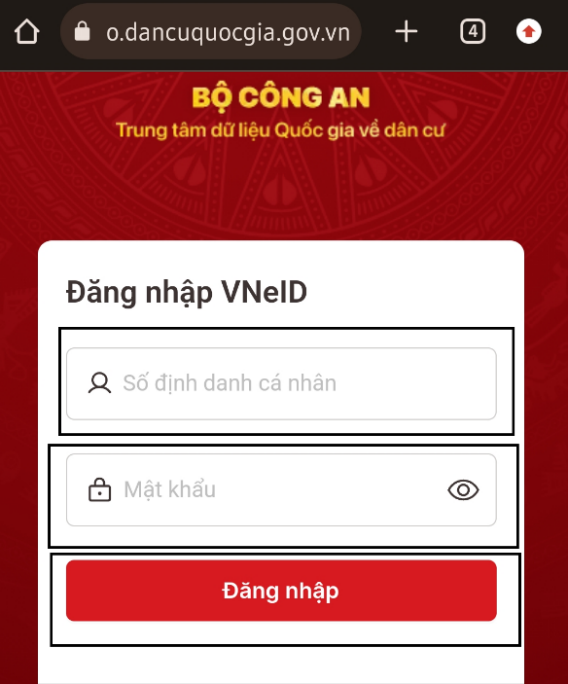 o.dancuquocgia.gov.vn
4
BỘ CÔNG AN
Trung tâm dữ liệu Quốc gia về dân cư
Đăng nhập VNeID
Số định danh cá nhân
Mật khẩu
Đăng nhập